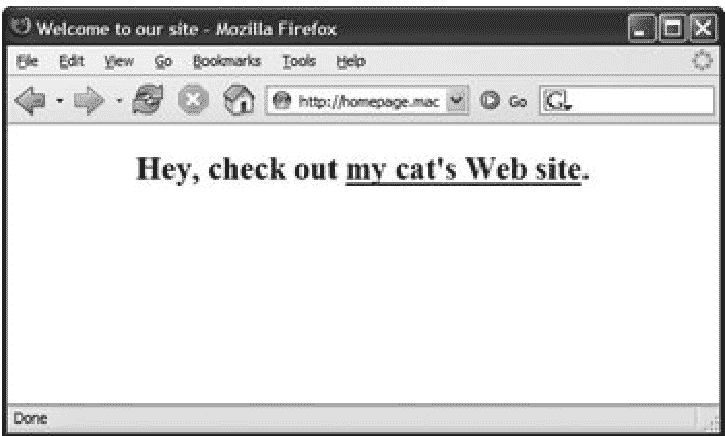 Welcome to our site - Mozilla Firefox
File Edit View Go Bookmarks Tools Help
http://homepage.mac Go G
Hey, check out my cat's Web site.
Done